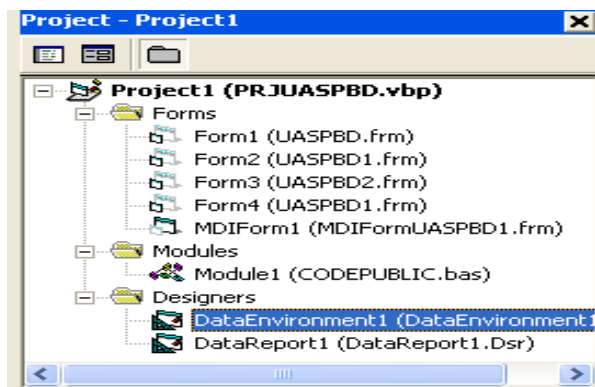 Project - Project1
Project1 (PRJUASPBD.vbp)
Forms
Form1 (UASPBD.frm)
Form2 (UASPBD1.frm)
Form3 (UASPBD2.frm)
Form4 (UASPBD1.frm)
MDIForm1 (MDIFormUASPBD1.frm)
Modules
Module1 (CODEPUBLIC.bas)
Designers
DataEnvironment1 (DataEnvironment1
DataReport1 (DataReport1.Dsr)